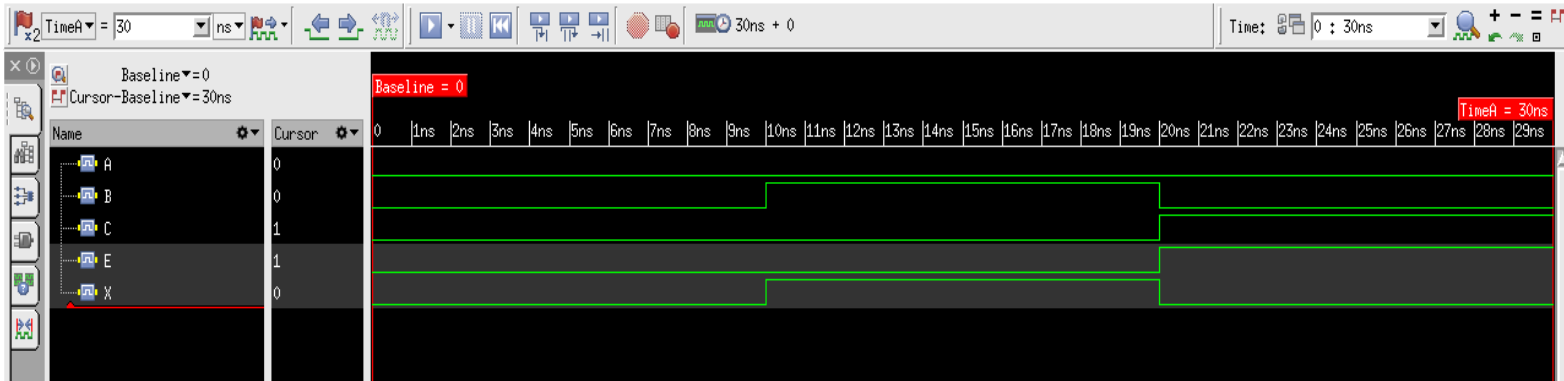 x2 TimeA = 30 ns 30ns + 0 Time: 0 : 30ns
Baseline = 0
Cursor-Baseline = 30ns
Baseline = 0
TimeA = 30ns
Name Cursor 0 1ns 2ns 3ns 4ns 5ns 6ns 7ns 8ns 9ns 10ns 11ns 12ns 13ns 14ns 15ns 16ns 17ns 18ns 19ns 20ns 21ns 22ns 23ns 24ns 25ns 26ns 27ns 28ns 29ns
A 0
B 0
C 1
E 1
X 0